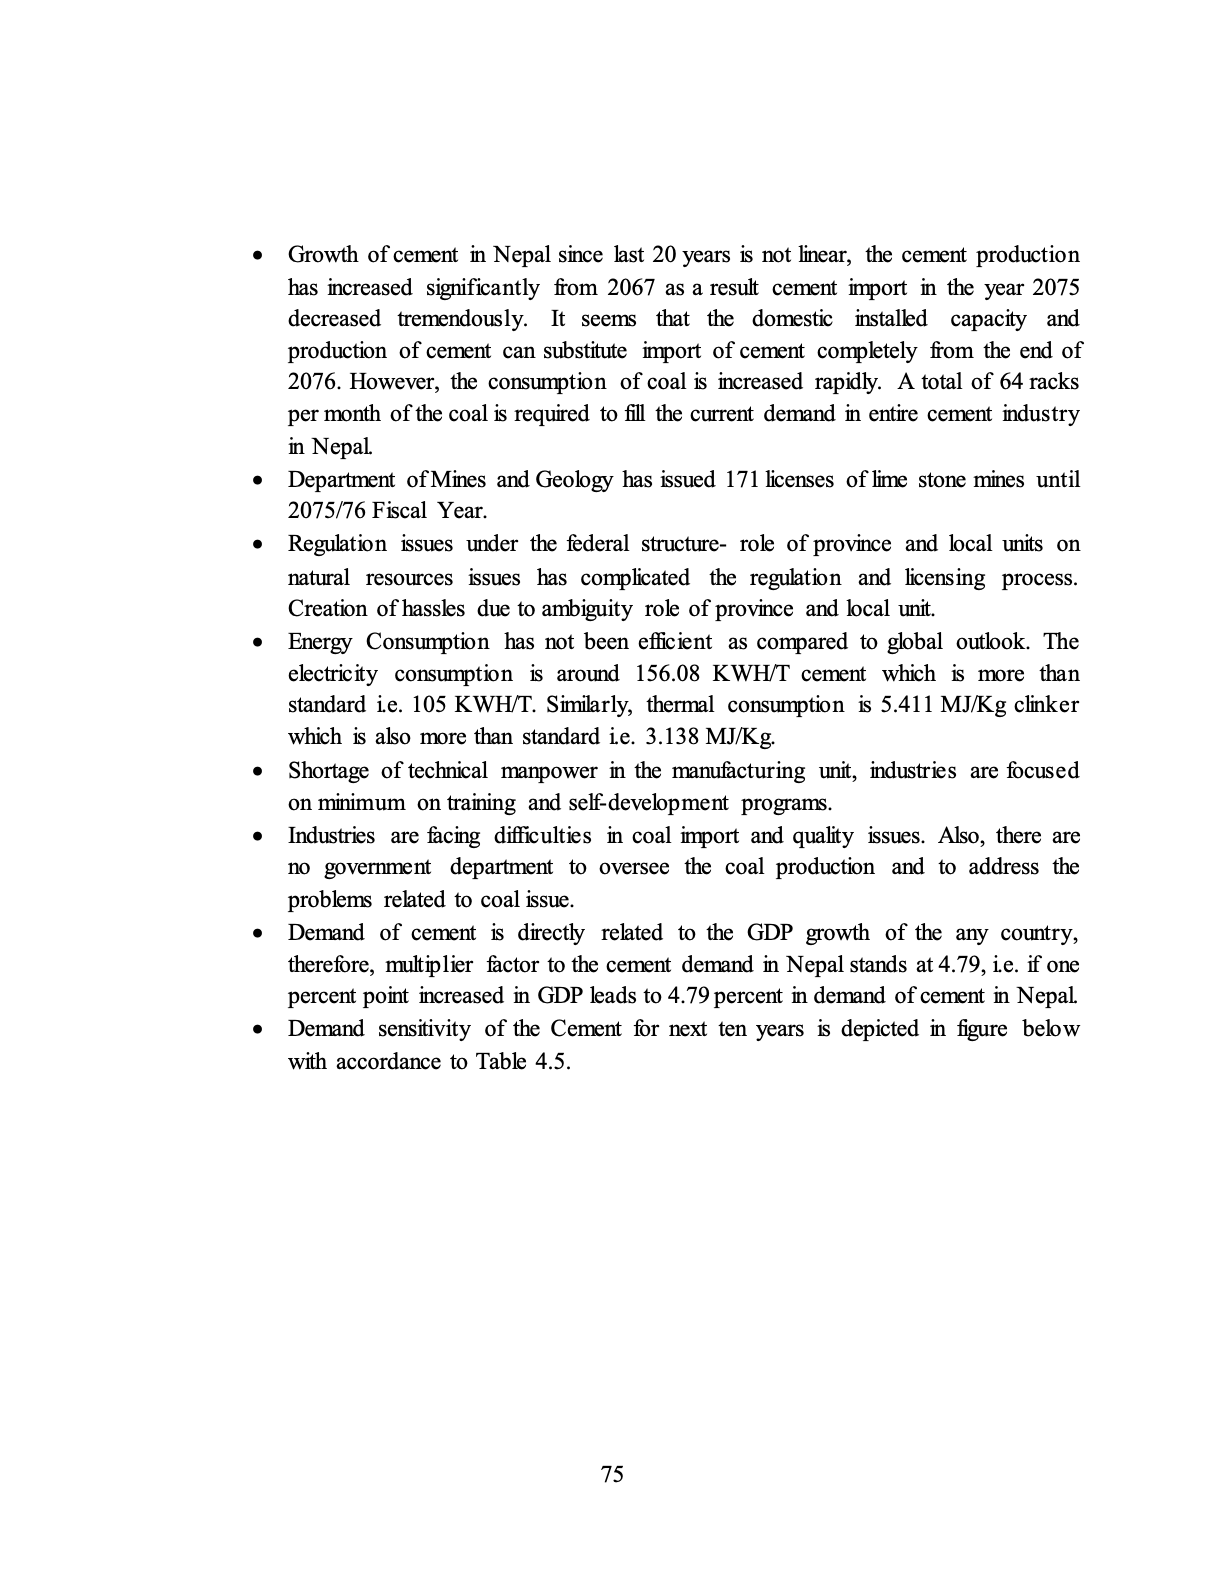 • Growth of cement in Nepal since last 20 years is not linear, the cement production
has increased significantly from 2067 as a result cement import in the year 2075
decreased tremendously. It seems that the domestic installed capacity and
production of cement can substitute import of cement completely from the end of
2076. However, the consumption of coal is increased rapidly. A total of 64 racks
per month of the coal is required to fill the current demand in entire cement industry
in Nepal.
• Department of Mines and Geology has issued 171 licenses of lime stone mines until
2075/76 Fiscal Year.
• Regulation issues under the federal structure- role of province and local units on
natural resources issues has complicated the regulation and licensing process.
Creation of hassles due to ambiguity role of province and local unit.
• Energy Consumption has not been efficient as compared to global outlook. The
electricity consumption is around 156.08 KWH/T cement which is more than
standard i.e. 105 KWH/T. Similarly, thermal consumption is 5.411 MJ/Kg clinker
which is also more than standard i.e. 3.138 MJ/Kg.
• Shortage of technical manpower in the manufacturing unit, industries are focused
on minimum on training and self-development programs.
• Industries are facing difficulties in coal import and quality issues. Also, there are
no government department to oversee the coal production and to address the
problems related to coal issue.
• Demand of cement is directly related to the GDP growth of the any country,
therefore, multiplier factor to the cement demand in Nepal stands at 4.79, i.e. if one
percent point increased in GDP leads to 4.79 percent in demand of cement in Nepal.
• Demand sensitivity of the Cement for next ten years is depicted in figure below
with accordance to Table 4.5.
75